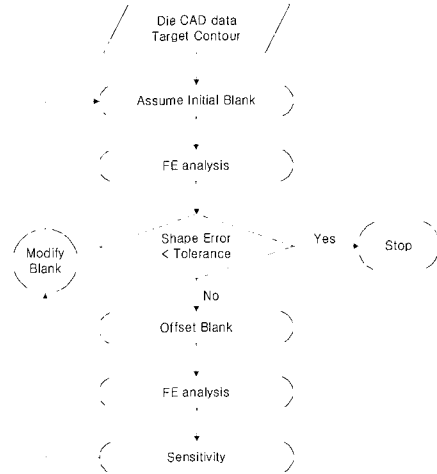 Die CAD data
Target Contour
Assume Initial Blank
FE analysis
Shape Error
< Tolerance
Yes
Stop
Modify
Blank
No
Offset Blank
FE analysis
Sensitivity